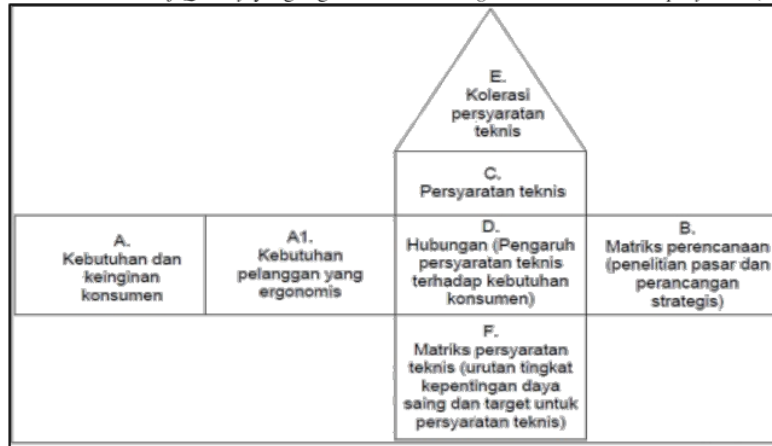 E.
Kolerasi
persyaratan
teknis
C.
Persyaratan teknis
A.
Kebutuhan dan
keinginan
konsumen
A1.
Kebutuhan
pelanggan yang
ergonomis
D.
Hubungan (Pengaruh
persyaratan teknis
terhadap kebutuhan
konsumen)
B.
Matriks perencanaan
(penelitian pasar dan
perancangan
strategis)
F.
Matriks persyaratan
teknis (urutan tingkat
kepentingan daya
saing dan target untuk
persyaratan teknis)